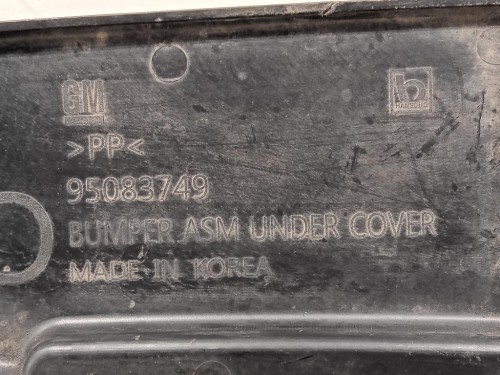 GM
>PP<
95083749
BUMPER ASM UNDER COVER
MADE IN KOREA